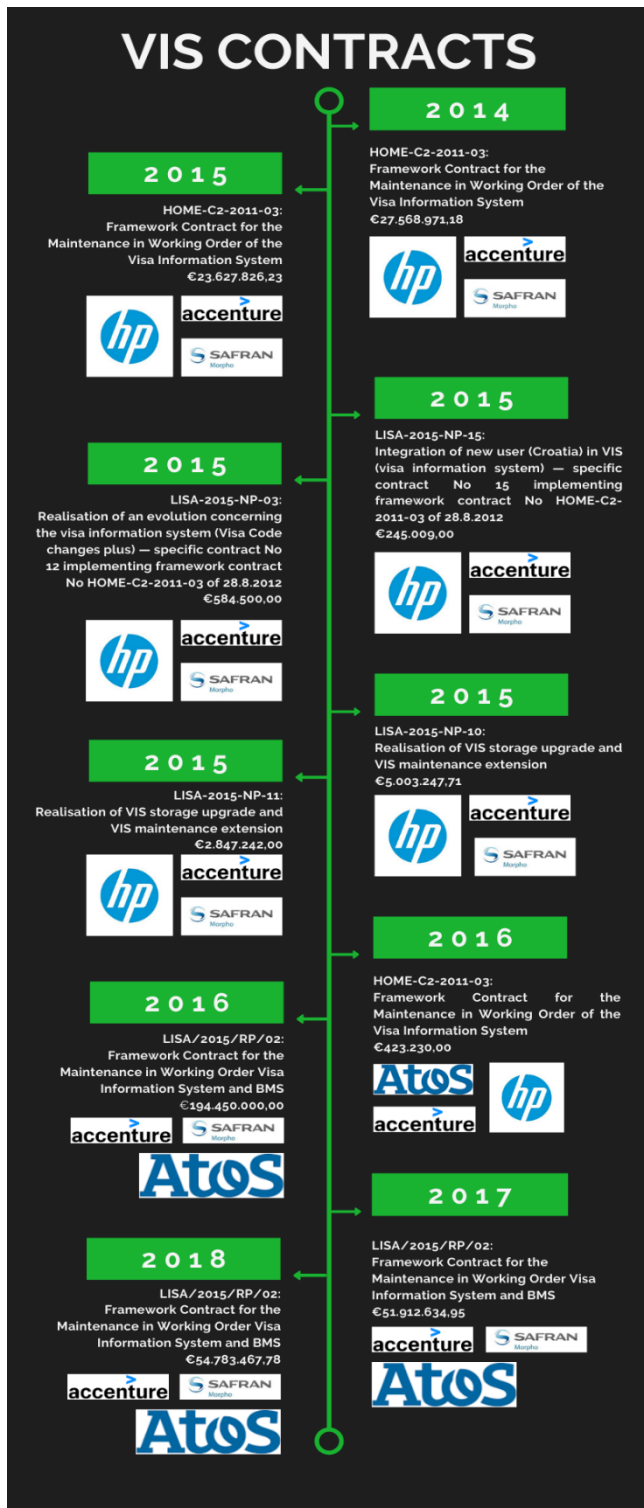 VIS CONTRACTS
2014
HOME-C2-2011-03:
Framework Contract for the
Maintenance in Working Order of the
Visa Information System
€27.568.971,18
hp
accenture
SAFRAN
Morpho
2015
HOME-C2-2011-03:
Framework Contract for the
Maintenance in Working Order of the
Visa Information System
€23.627.826,23
hp
accenture
SAFRAN
Morpho
2015
LISA-2015-NP-15:
Integration of new user (Croatia) in VIS
(visa information system) — specific
contract No 15 implementing
framework contract No HOME-C2-
2011-03 of 28.8.2012
€245.009,00
hp
accenture
SAFRAN
Morpho
2015
LISA-2015-NP-03:
Realisation of an evolution concerning
the visa information system (Visa Code
changes plus) — specific contract No
12 implementing framework contract
No HOME-C2-2011-03 of 28.8.2012
€584.500,00
hp
accenture
SAFRAN
Morpho
2015
LISA-2015-NP-10:
Realisation of VIS storage upgrade and
VIS maintenance extension
€5.003.247,71
hp
accenture
SAFRAN
Morpho
2015
LISA-2015-NP-11:
Realisation of VIS storage upgrade and
VIS maintenance extension
€2.847.242,00
hp
accenture
SAFRAN
Morpho
2016
HOME-C2-2011-03:
Framework Contract for the
Maintenance in Working Order of the
Visa Information System
€423.230,00
Atos
accenture
hp
2016
LISA/2015/RP/02:
Framework Contract for the
Maintenance in Working Order Visa
Information System and BMS
€194.450.000,00
accenture
SAFRAN
Morpho
Atos
2017
LISA/2015/RP/02:
Framework Contract for the
Maintenance in Working Order Visa
Information System and BMS
€51.912.634,95
accenture
SAFRAN
Morpho
Atos
2018
LISA/2015/RP/02:
Framework Contract for the
Maintenance in Working Order Visa
Information System and BMS
€54.783.467,78
accenture
SAFRAN
Morpho
Atos